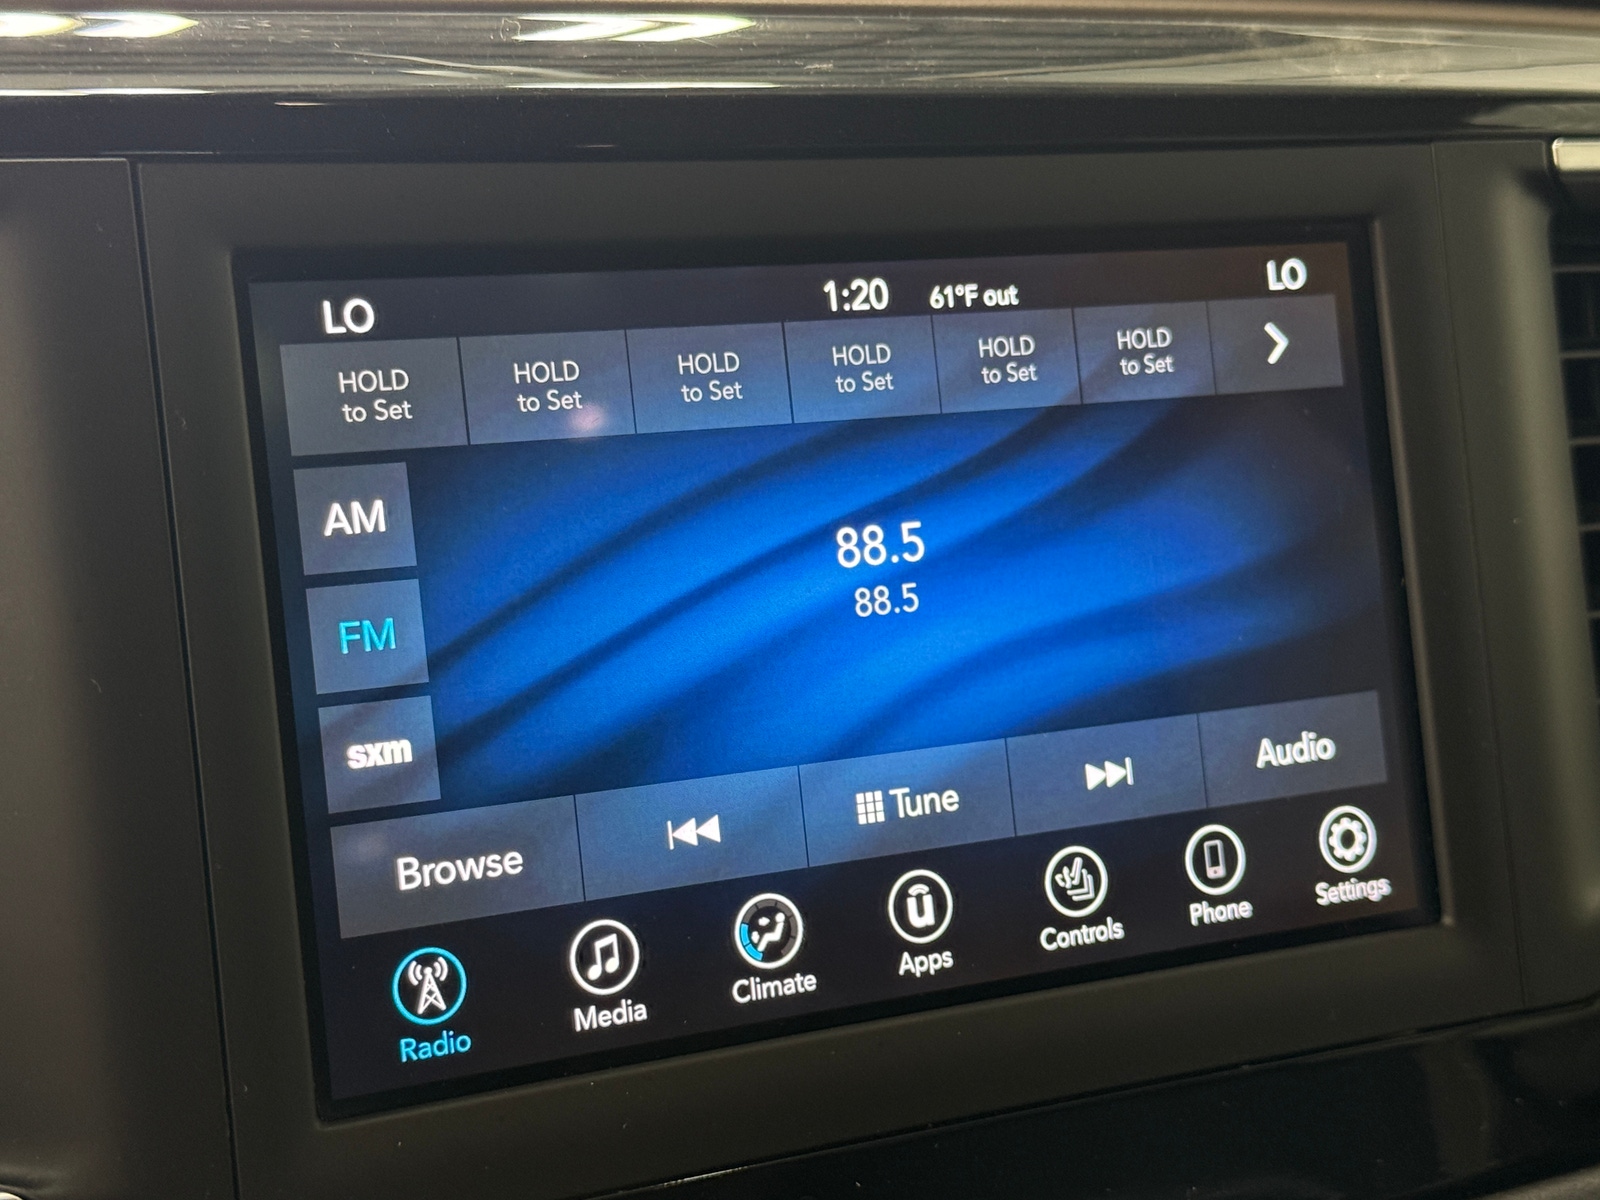 LO 1:20 61°F out LO
HOLD
to Set
HOLD
to Set
HOLD
to Set
HOLD
to Set
HOLD
to Set
HOLD
to Set
AM
FM
sxm
88.5
88.5
Browse
Tune
Audio
Radio
Media
Climate
Apps
Controls
Phone
Settings